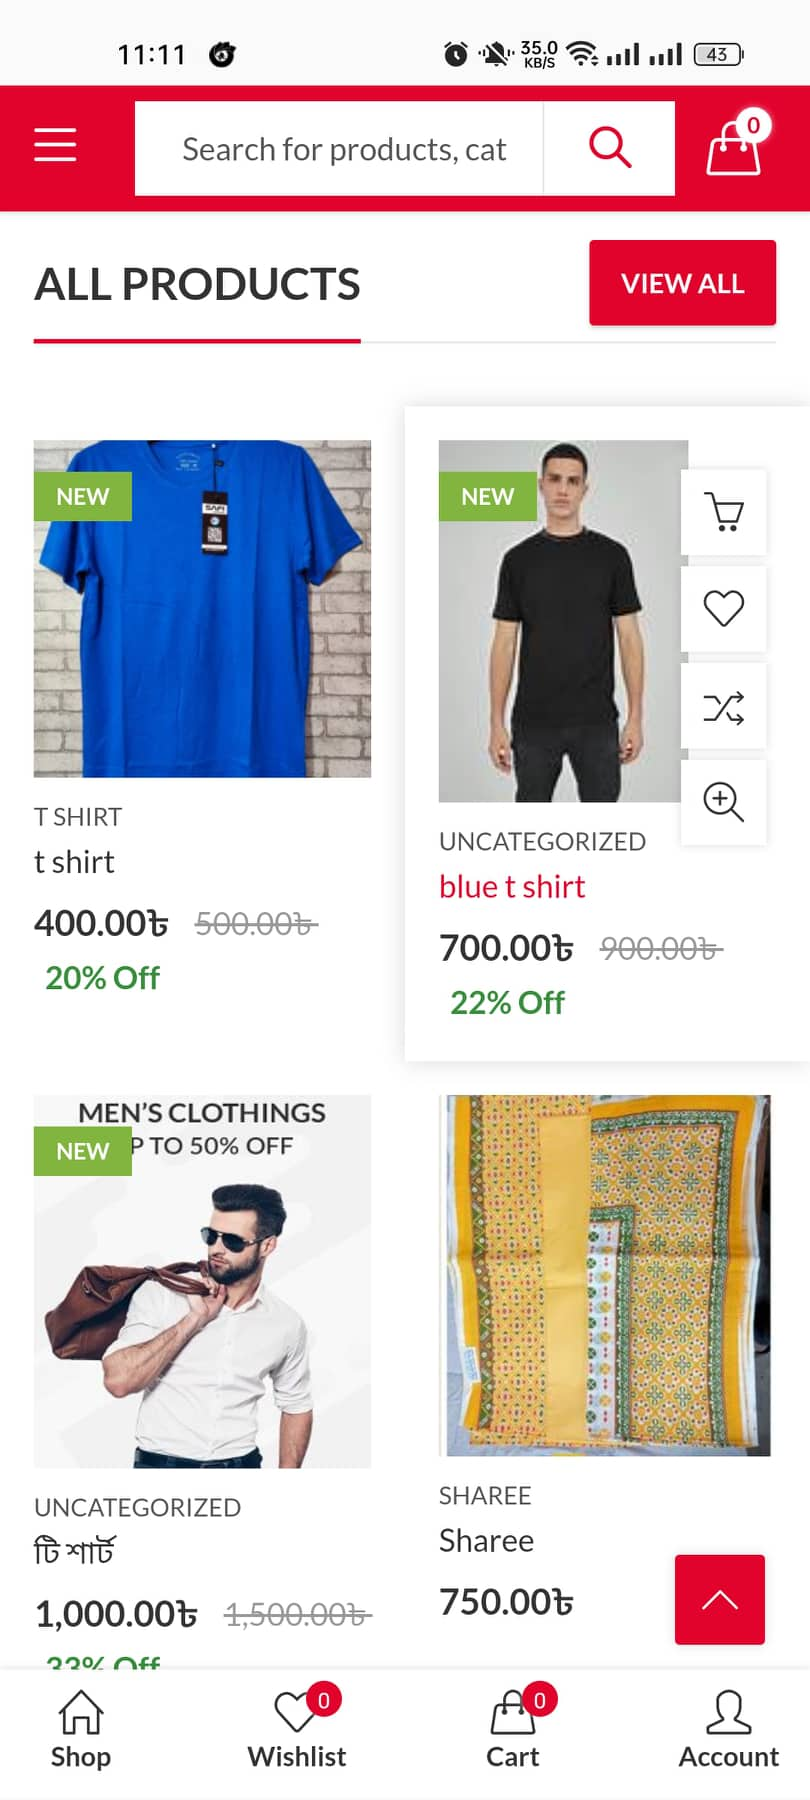 11:11
35.0
KB/S
43
Search for products, cat
0
ALL PRODUCTS
VIEW ALL
NEW
SAFI
T SHIRT
t shirt
400.00৳ 500.00৳
20% Off
NEW
UNCATEGORIZED
blue t shirt
700.00৳ 900.00৳
22% Off
MEN’S CLOTHINGS
NEW
P TO 50% OFF
UNCATEGORIZED
টি শার্ট
1,000.00৳ 1,500.00৳
33% Off
SHAREE
Sharee
750.00৳
0
0
Shop
Wishlist
Cart
Account